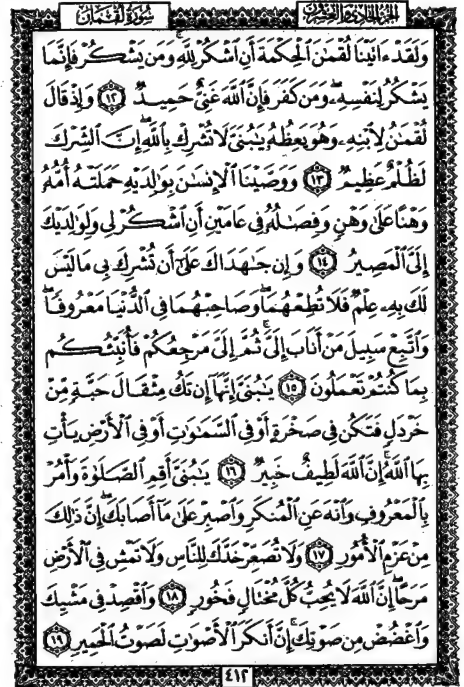 الجزء الحادي والعشرون سُورَةُ لُقْمَان
وَلَقَدْ ءَاتَيْنَا لُقْمَٰنَ ٱلْحِكْمَةَ أَنِ ٱشْكُرْ لِلَّهِ وَمَن يَشْكُرْ فَإِنَّمَا
يَشْكُرُ لِنَفْسِهِۦ وَمَن كَفَرَ فَإِنَّ ٱللَّهَ غَنِىٌّ حَمِيدٌ ١٢ وَإِذْ قَالَ
لُقْمَٰنُ لِٱبْنِهِۦ وَهُوَ يَعِظُهُۥ يَٰبُنَىَّ لَا تُشْرِكْ بِٱللَّهِ إِنَّ ٱلشِّرْكَ
لَظُلْمٌ عَظِيمٌ ١٣ وَوَصَّيْنَا ٱلْإِنسَٰنَ بِوَٰلِدَيْهِ حَمَلَتْهُ أُمُّهُۥ
وَهْنًا عَلَىٰ وَهْنٍ وَفِصَٰلُهُۥ فِى عَامَيْنِ أَنِ ٱشْكُرْ لِى وَلِوَٰلِدَيْكَ
إِلَىَّ ٱلْمَصِيرُ ١٤ وَإِن جَٰهَدَاكَ عَلَىٰٓ أَن تُشْرِكَ بِى مَا لَيْسَ
لَكَ بِهِۦ عِلْمٌ فَلَا تُطِعْهُمَا ۖ وَصَاحِبْهُمَا فِى ٱلدُّنْيَا مَعْرُوفًا ۖ
وَٱتَّبِعْ سَبِيلَ مَنْ أَنَابَ إِلَىَّ ۚ ثُمَّ إِلَىَّ مَرْجِعُكُمْ فَأُنَبِّئُكُم
بِمَا كُنتُمْ تَعْمَلُونَ ١٥ يَٰبُنَىَّ إِنَّهَآ إِن تَكُ مِثْقَالَ حَبَّةٍ مِّنْ
خَرْدَلٍ فَتَكُن فِى صَخْرَةٍ أَوْ فِى ٱلسَّمَٰوَٰتِ أَوْ فِى ٱلْأَرْضِ يَأْتِ
بِهَا ٱللَّهُ ۚ إِنَّ ٱللَّهَ لَطِيفٌ خَبِيرٌ ١٦ يَٰبُنَىَّ أَقِمِ ٱلصَّلَوٰةَ وَأْمُرْ
بِٱلْمَعْرُوفِ وَٱنْهَ عَنِ ٱلْمُنكَرِ وَٱصْبِرْ عَلَىٰ مَآ أَصَابَكَ ۖ إِنَّ ذَٰلِكَ
مِنْ عَزْمِ ٱلْأُمُورِ ١٧ وَلَا تُصَعِّرْ خَدَّكَ لِلنَّاسِ وَلَا تَمْشِ فِى ٱلْأَرْضِ
مَرَحًا ۖ إِنَّ ٱللَّهَ لَا يُحِبُّ كُلَّ مُخْتَالٍ فَخُورٍ ١٨ وَٱقْصِدْ فِى مَشْيِكَ
وَٱغْضُضْ مِن صَوْتِكَ ۚ إِنَّ أَنكَرَ ٱلْأَصْوَٰتِ لَصَوْتُ ٱلْحَمِيرِ ١٩
٤١٢